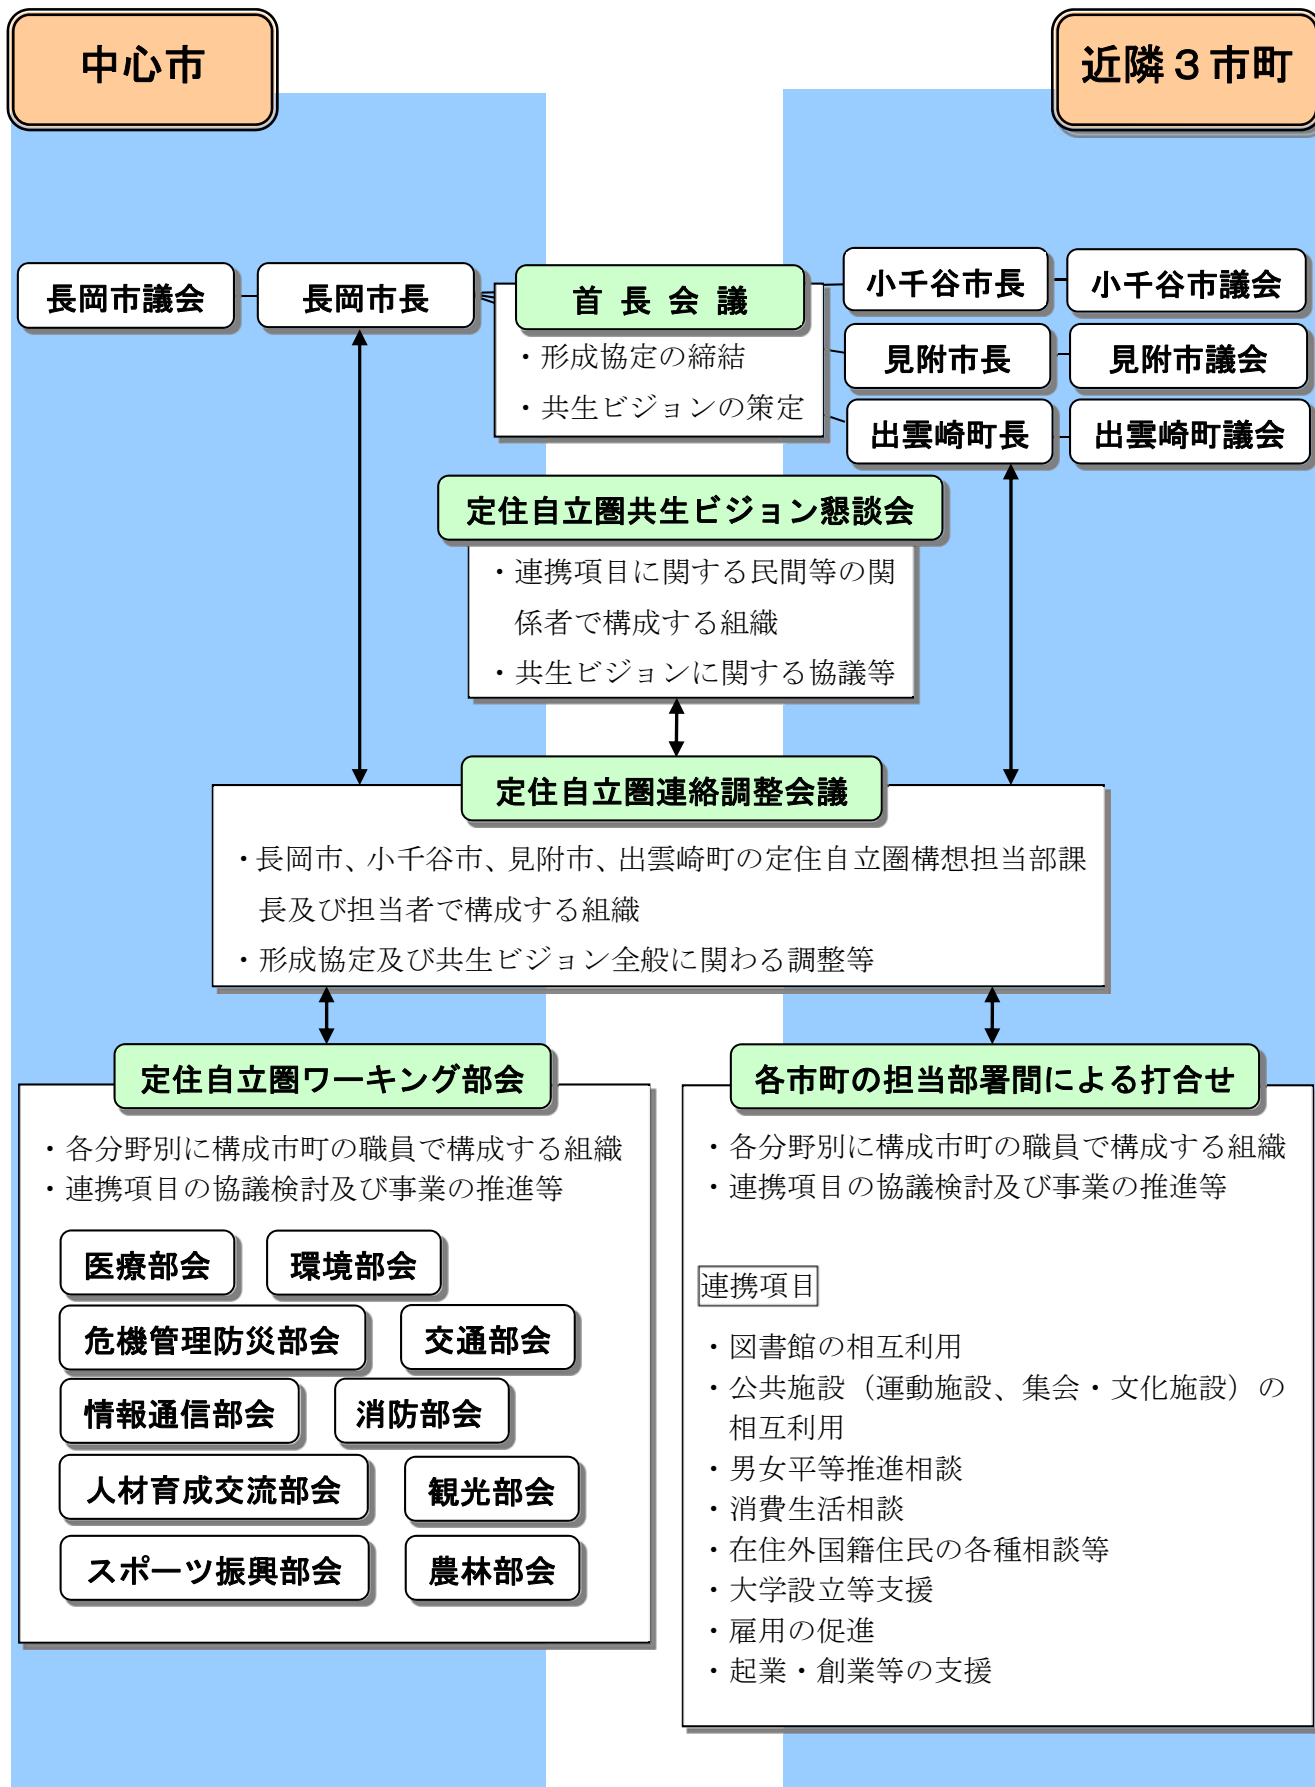 中心市
近隣３市町
長岡市議会
長岡市長
首長会議
・形成協定の締結
・共生ビジョンの策定
小千谷市長
小千谷市議会
見附市長
見附市議会
出雲崎町長
出雲崎町議会
定住自立圏共生ビジョン懇談会
・連携項目に関する民間等の関
係者で構成する組織
・共生ビジョンに関する協議等
定住自立圏連絡調整会議
・長岡市、小千谷市、見附市、出雲崎町の定住自立圏構想担当部課
長及び担当者で構成する組織
・形成協定及び共生ビジョン全般に関わる調整等
定住自立圏ワーキング部会
・各分野別に構成市町の職員で構成する組織
・連携項目の協議検討及び事業の推進等
医療部会
環境部会
危機管理防災部会
交通部会
情報通信部会
消防部会
人材育成交流部会
観光部会
スポーツ振興部会
農林部会
各市町の担当部署間による打合せ
・各分野別に構成市町の職員で構成する組織
・連携項目の協議検討及び事業の推進等
連携項目
・図書館の相互利用
・公共施設（運動施設、集会・文化施設）の
相互利用
・男女平等推進相談
・消費生活相談
・在住外国籍住民の各種相談等
・大学設立等支援
・雇用の促進
・起業・創業等の支援